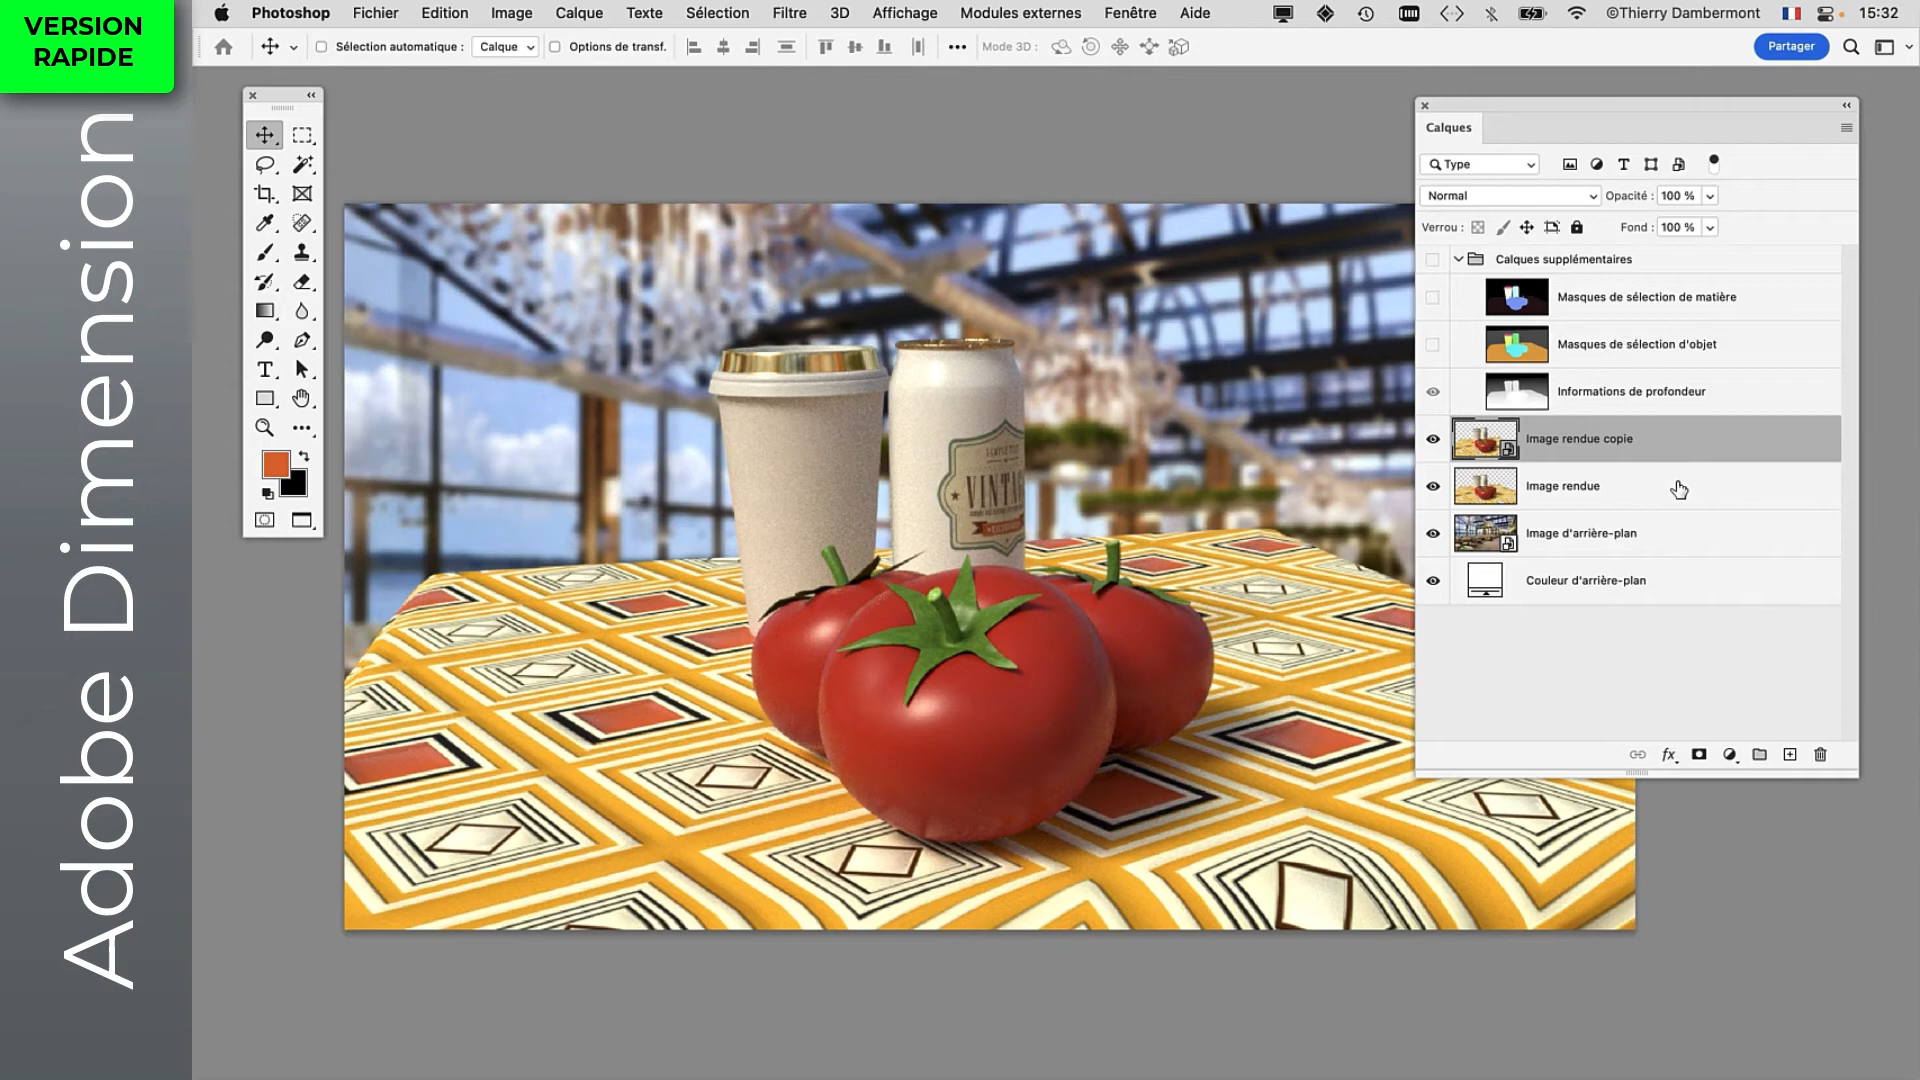 VERSION
RAPIDE
Adobe Dimension
Photoshop Fichier Edition Image Calque Texte Sélection Filtre 3D Affichage Modules externes Fenêtre Aide ©Thierry Dambermont 15:32
Sélection automatique : Calque Options de transf. Mode 3D : Partager
Calques
Type
Normal Opacité : 100 %
Verrou : Fond : 100 %
Calques supplémentaires
Masques de sélection de matière
Masques de sélection d'objet
Informations de profondeur
Image rendue copie
Image rendue
Image d'arrière-plan
Couleur d'arrière-plan
fx